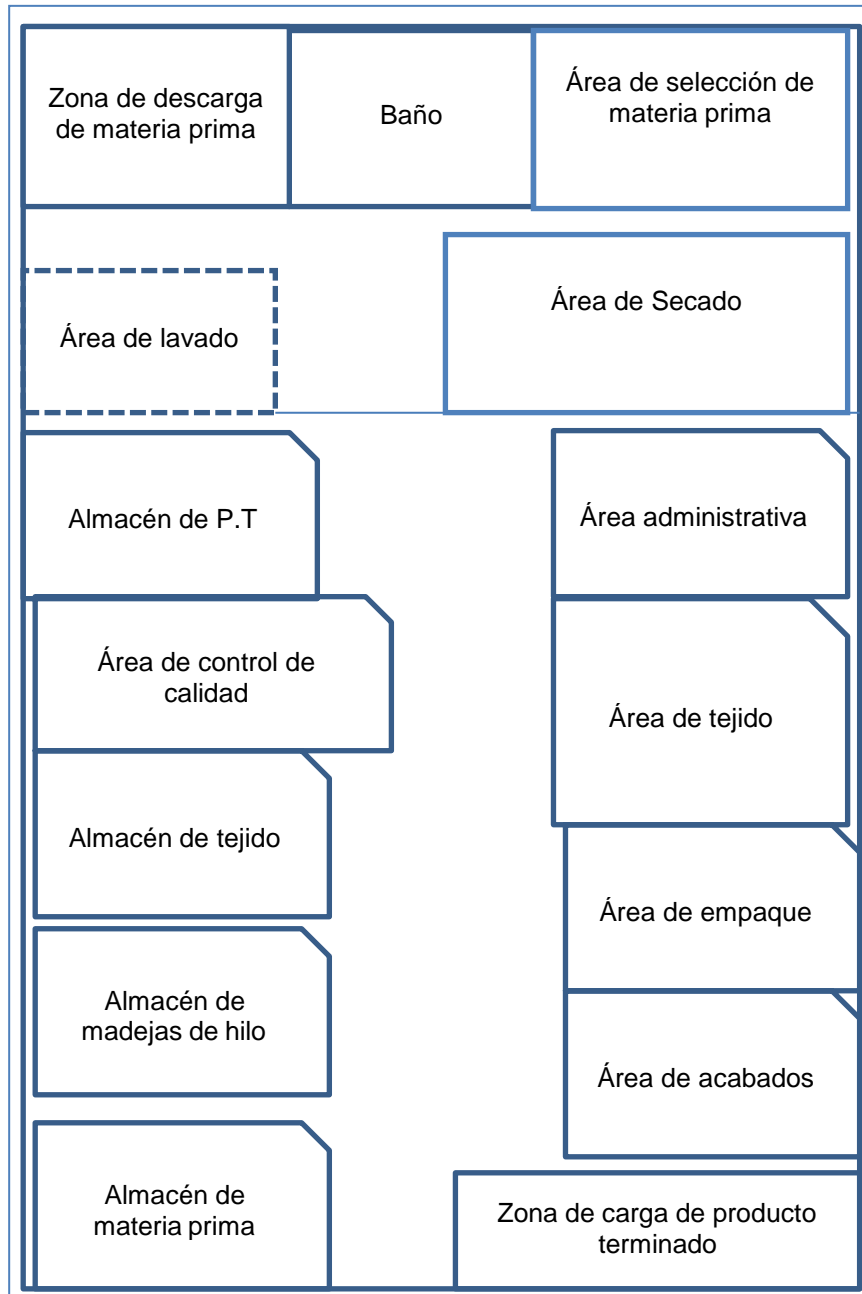 Zona de descarga
de materia prima
Baño
Área de selección de
materia prima
Área de lavado
Área de Secado
Almacén de P.T
Área administrativa
Área de control de
calidad
Área de tejido
Almacén de tejido
Área de empaque
Almacén de
madejas de hilo
Área de acabados
Almacén de
materia prima
Zona de carga de producto
terminado